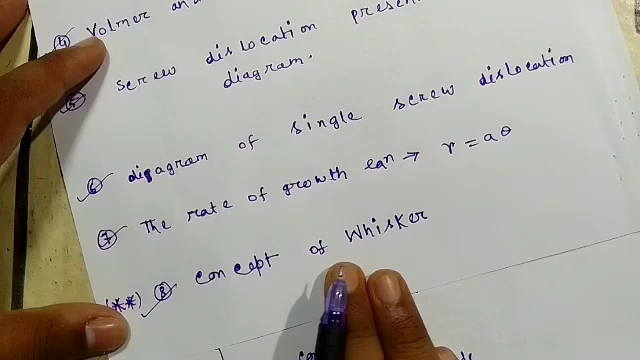 ④ Volmer
⑤ screw dislocation
diagram.
⑥ diagram of single screw dislocation
⑦ The rate of growth eqn → r = aθ
(**) ⑧ concept of Whisker